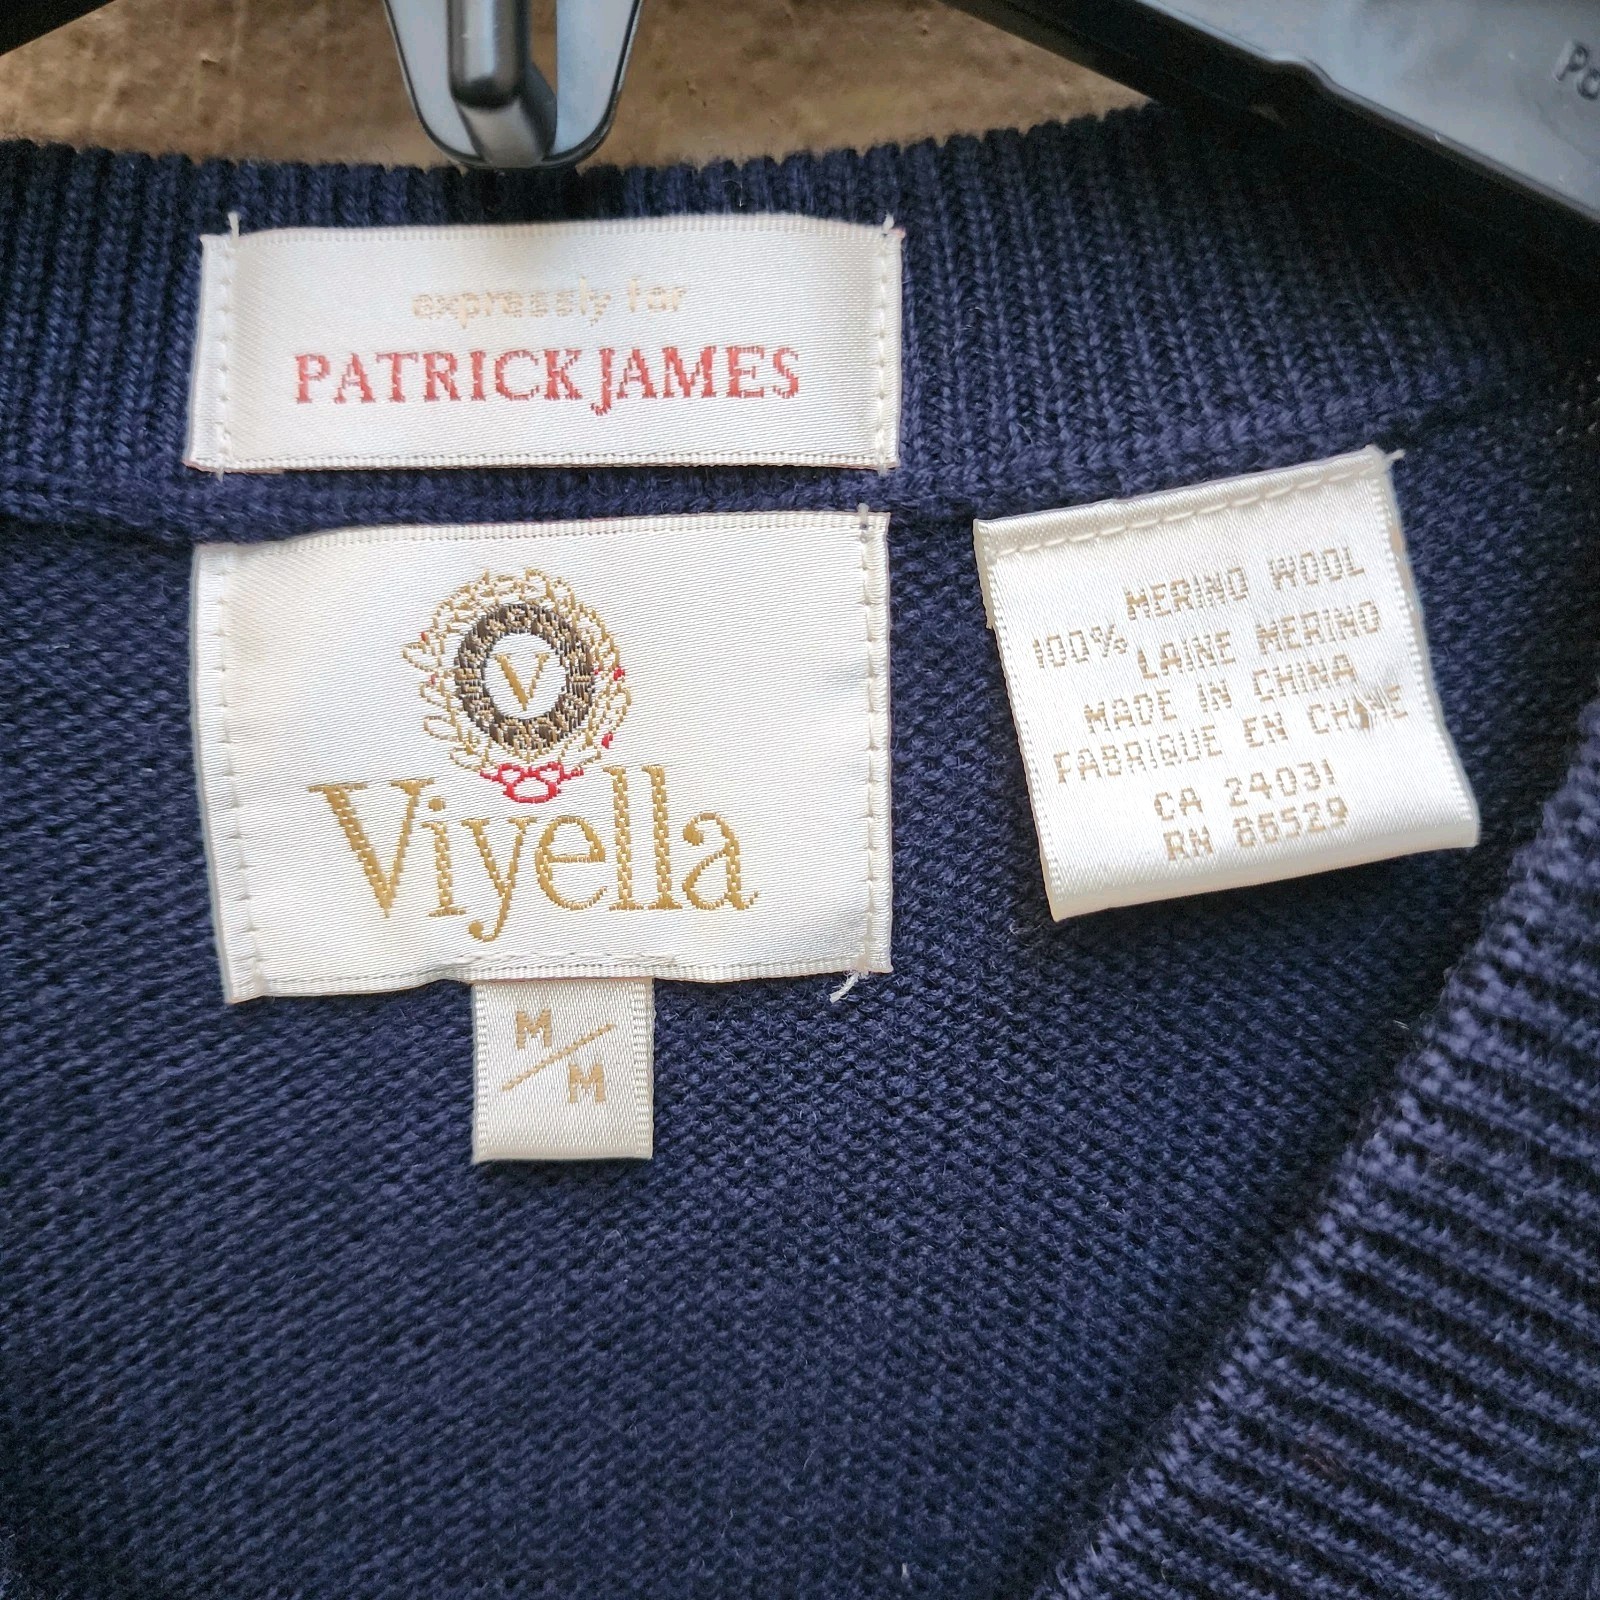 expressly for
PATRICK JAMES
V
Viyella
M/M
MERINO WOOL
100% LAINE MERINO
MADE IN CHINA
FABRIQUE EN CHINE
CA 24031
RN 88529